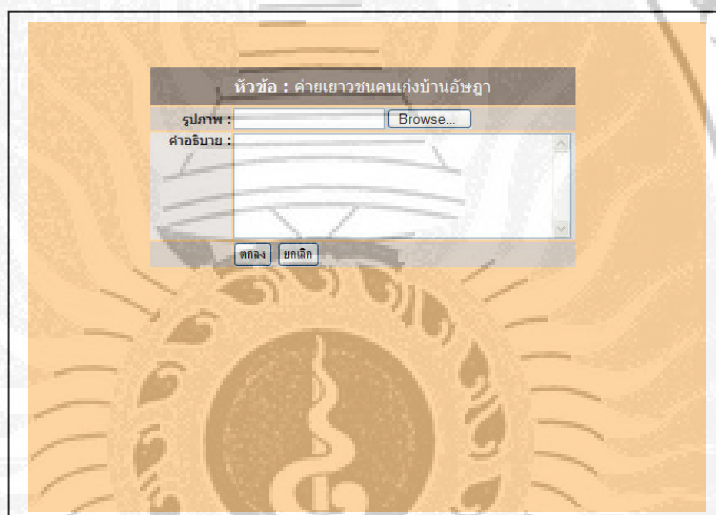 หัวข้อ : ค่ายเยาวชนคนเก่งบ้านอัษฎา
รูปภาพ : Browse...
คำอธิบาย :
ตกลง ยกเลิก